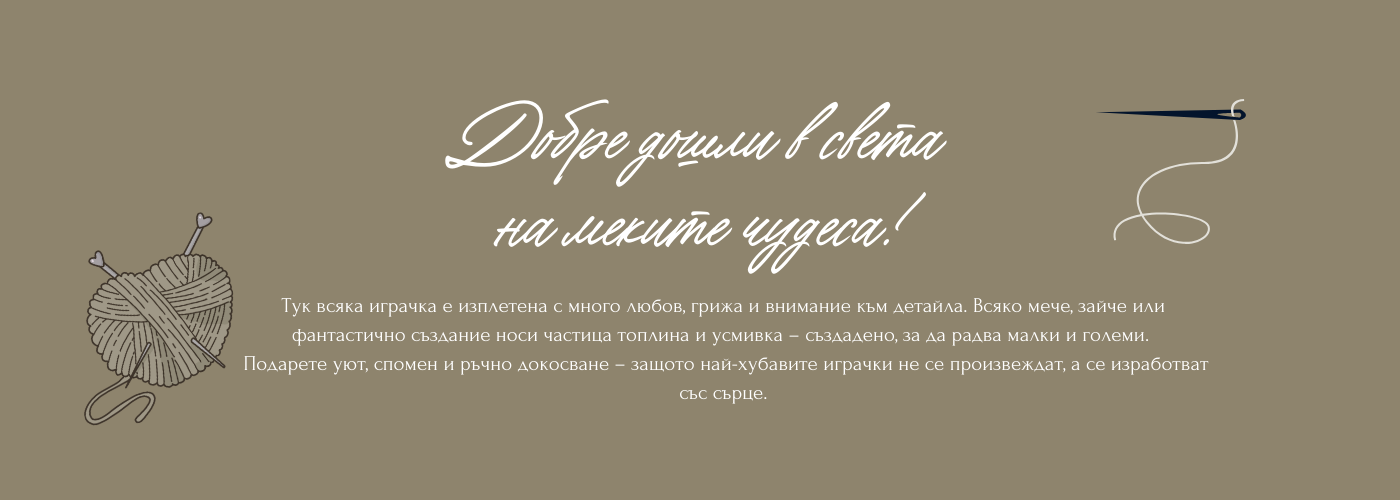 Добре дошли в света
на меките чудеса!
Тук всяка играчка е изплетена с много любов, грижа и внимание към детайла. Всяко мече, зайче или
фантастично създание носи частица топлина и усмивка – създадено, за да радва малки и големи.
Подарете уют, спомен и ръчно докосване – защото най-хубавите играчки не се произвеждат, а се изработват
със сърце.